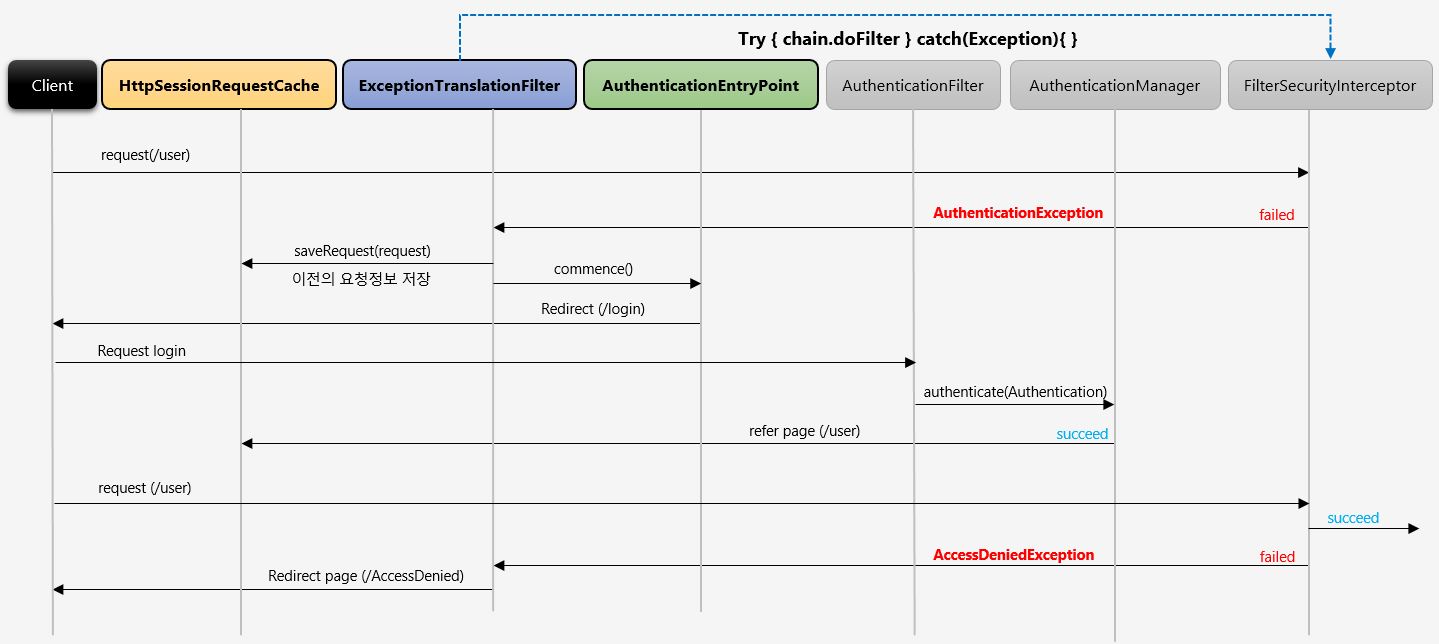 Try { chain.doFilter } catch(Exception){ }
Client
HttpSessionRequestCache
ExceptionTranslationFilter
AuthenticationEntryPoint
AuthenticationFilter
AuthenticationManager
FilterSecurityInterceptor
request(/user)
AuthenticationException
failed
saveRequest(request)
이전의 요청정보 저장
commence()
Redirect (/login)
Request login
authenticate(Authentication)
refer page (/user)
succeed
request (/user)
succeed
AccessDeniedException
failed
Redirect page (/AccessDenied)